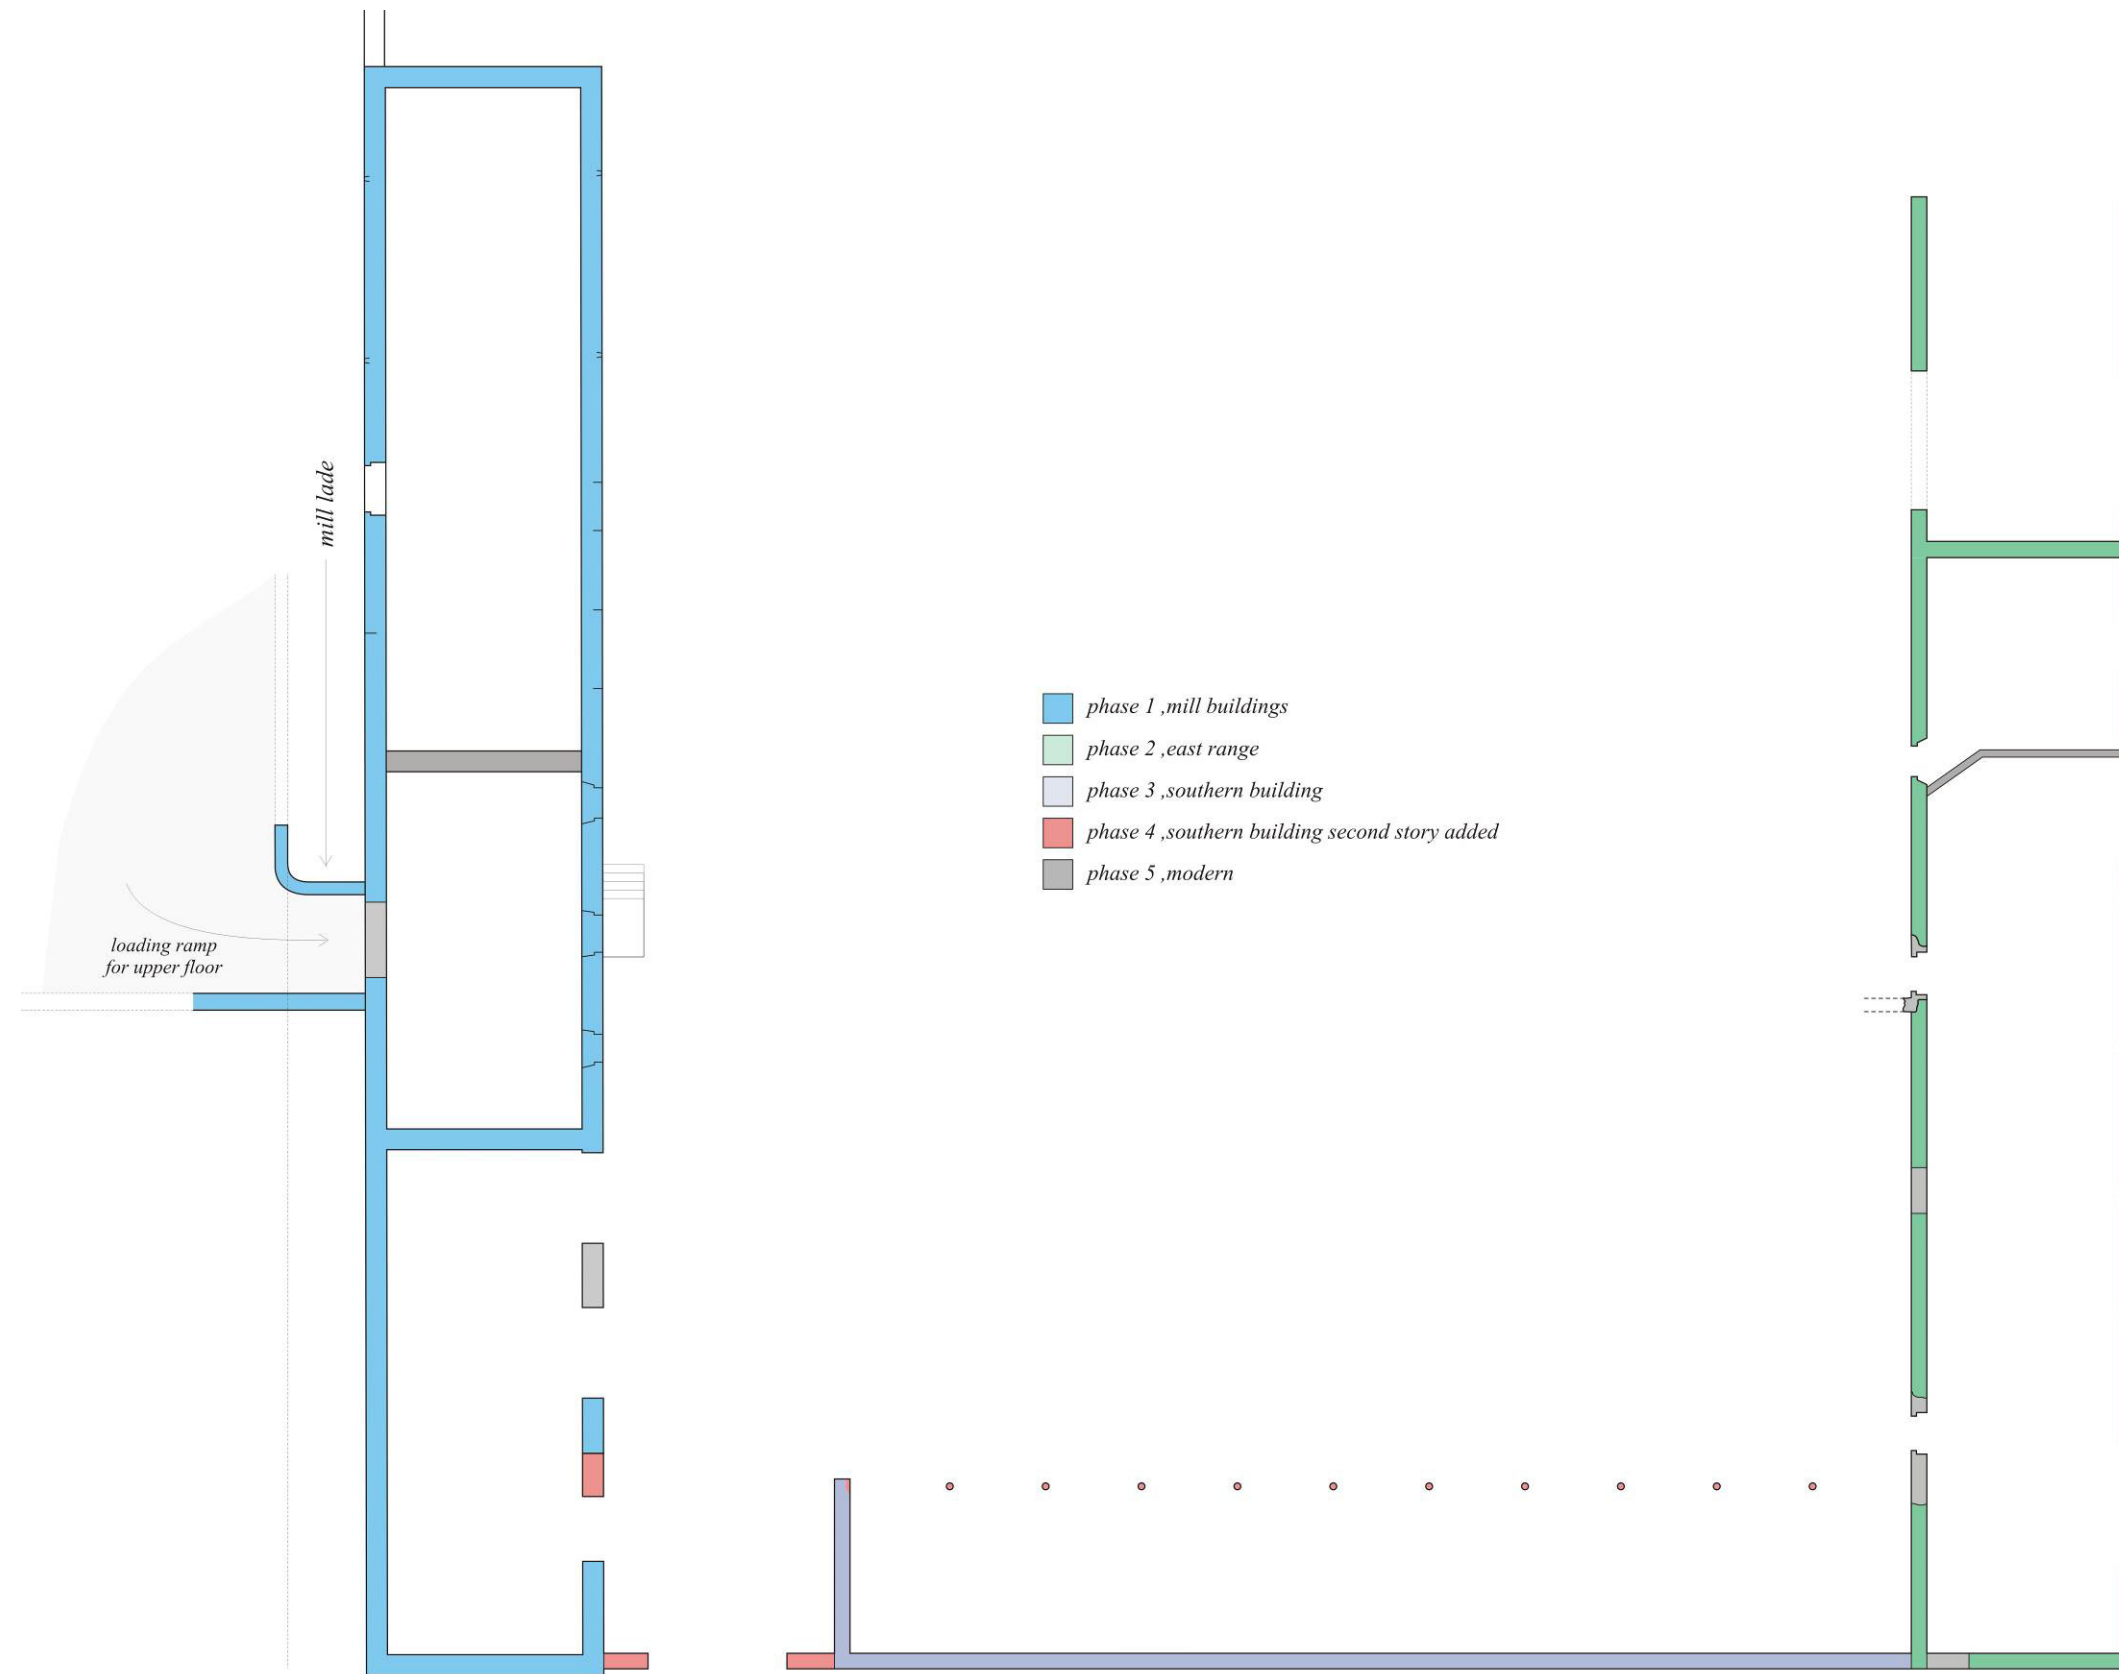 mill lade
loading ramp
for upper floor
phase 1 ,mill buildings
phase 2 ,east range
phase 3 ,southern building
phase 4 ,southern building second story added
phase 5 ,modern